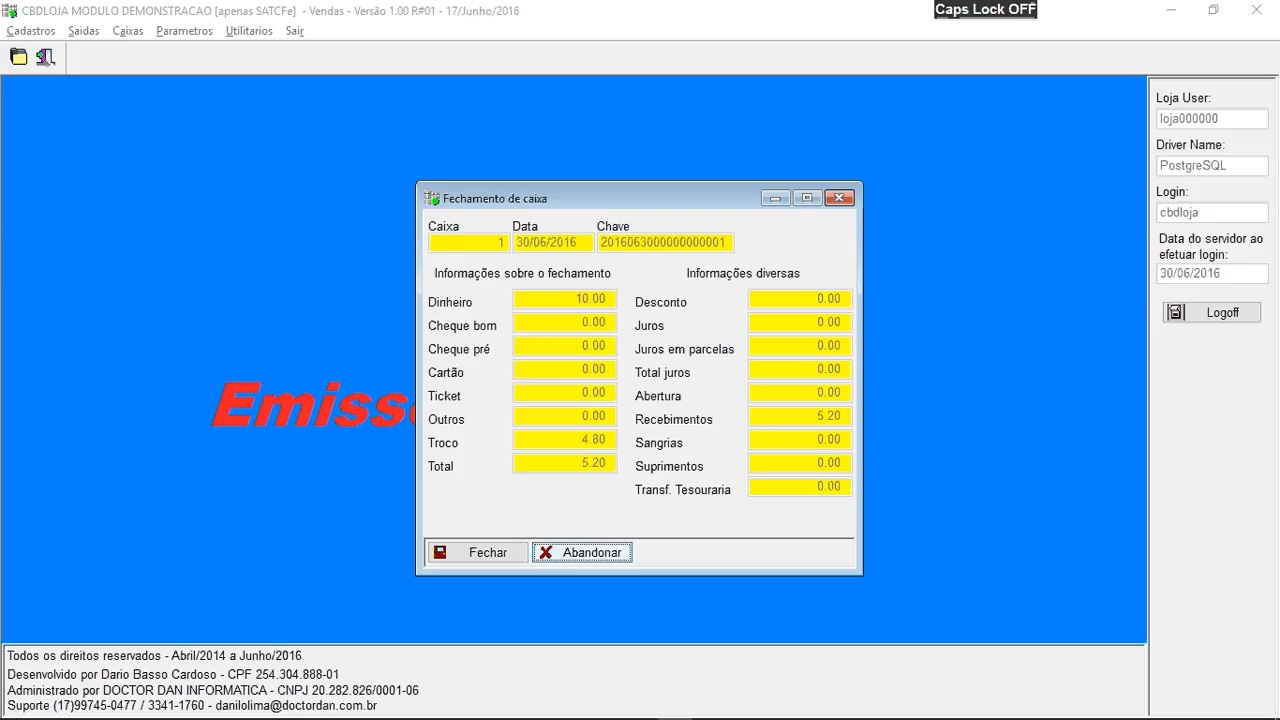 CBDLOJA MODULO DEMONSTRACAO [apenas SATCFe] - Vendas - Versão 1.00 R#01 - 17/Junho/2016
Caps Lock OFF
Cadastros Saidas Caixas Parametros Utilitarios Sair
Loja User:
loja000000
Driver Name:
PostgreSQL
Login:
cbdloja
Data do servidor ao
efetuar login:
30/06/2016
Logoff
Emisso
Fechamento de caixa
Caixa Data Chave
1 30/06/2016 2016063000000000001
Informações sobre o fechamento Informações diversas
Dinheiro 10.00 Desconto 0.00
Cheque bom 0.00 Juros 0.00
Cheque pré 0.00 Juros em parcelas 0.00
Cartão 0.00 Total juros 0.00
Ticket 0.00 Abertura 0.00
Outros 0.00 Recebimentos 5.20
Troco 4.80 Sangrias 0.00
Total 5.20 Suprimentos 0.00
Transf. Tesouraria 0.00
Fechar Abandonar
Todos os direitos reservados - Abril/2014 a Junho/2016
Desenvolvido por Dario Basso Cardoso - CPF 254.304.888-01
Administrado por DOCTOR DAN INFORMATICA - CNPJ 20.282.826/0001-06
Suporte (17)99745-0477 / 3341-1760 - danilolima@doctordan.com.br